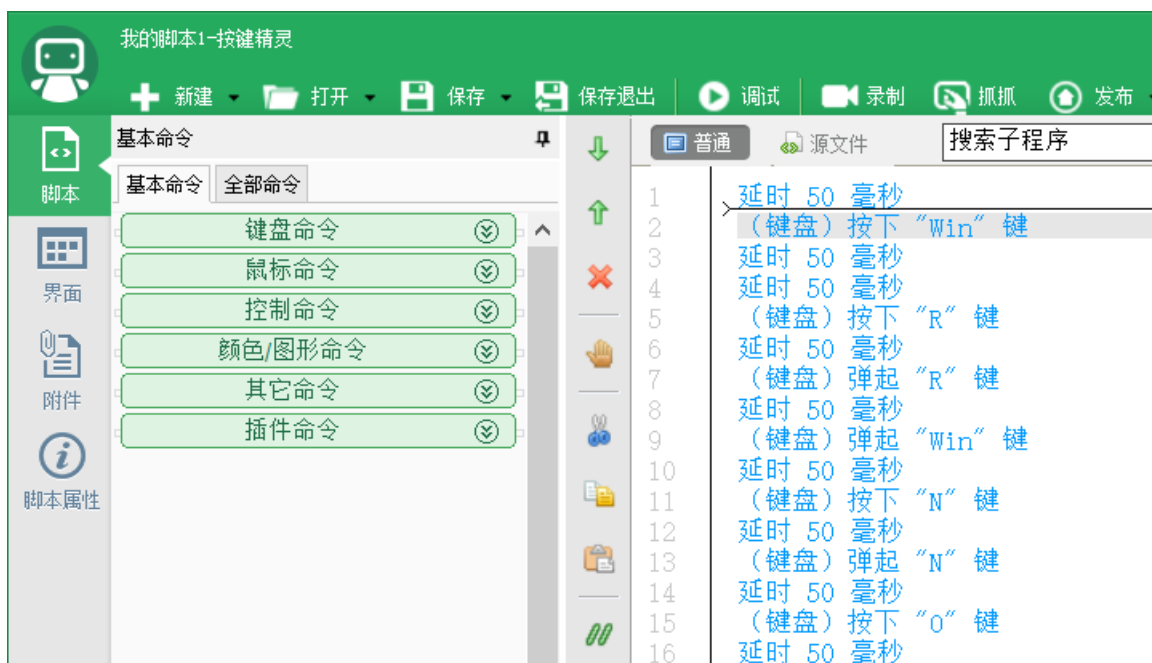 我的脚本1-按键精灵
新建 打开 保存 保存退出 调试 录制 抓抓 发布
脚本
界面
附件
脚本属性
基本命令
基本命令 全部命令
键盘命令
鼠标命令
控制命令
颜色/图形命令
其它命令
插件命令
普通 源文件 搜索子程序
1 延时 50 毫秒
2 （键盘）按下 "Win" 键
3 延时 50 毫秒
4 延时 50 毫秒
5 （键盘）按下 "R" 键
6 延时 50 毫秒
7 （键盘）弹起 "R" 键
8 延时 50 毫秒
9 （键盘）弹起 "Win" 键
10 延时 50 毫秒
11 （键盘）按下 "N" 键
12 延时 50 毫秒
13 （键盘）弹起 "N" 键
14 延时 50 毫秒
15 （键盘）按下 "O" 键
16 延时 50 毫秒